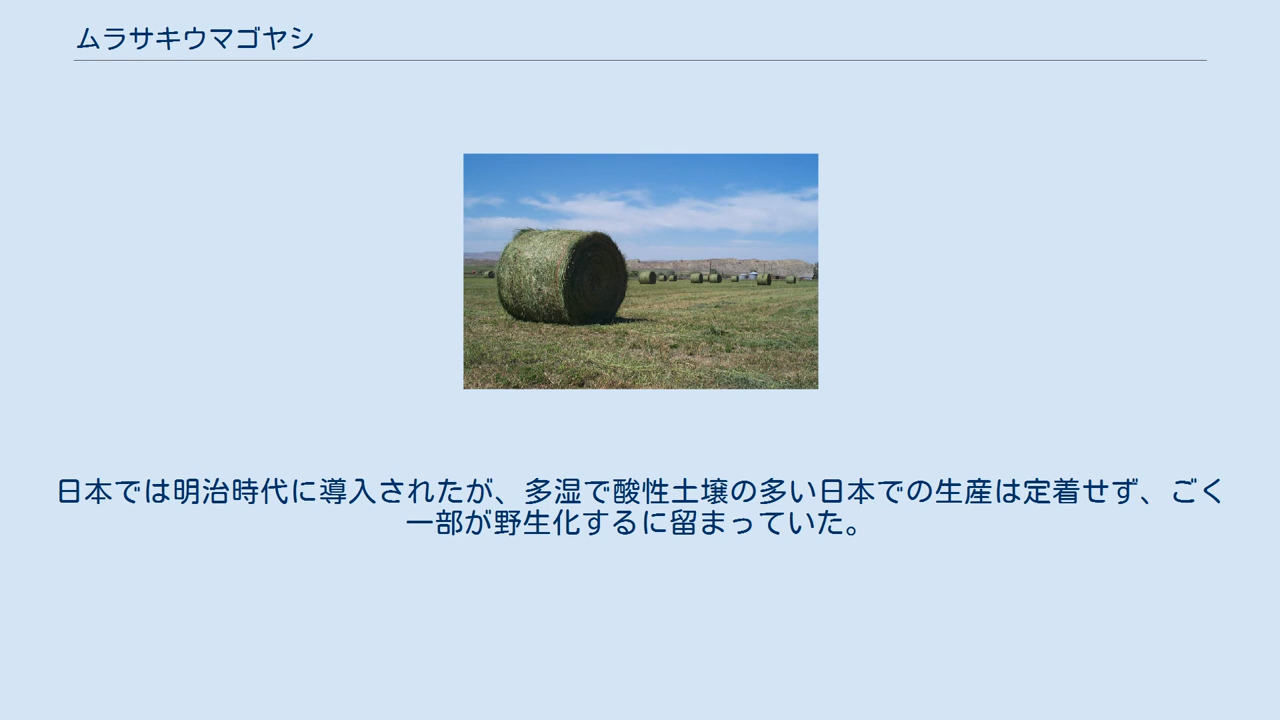 ムラサキウマゴヤシ
日本では明治時代に導入されたが、多湿で酸性土壌の多い日本での生産は定着せず、ごく
一部が野生化するに留まっていた。